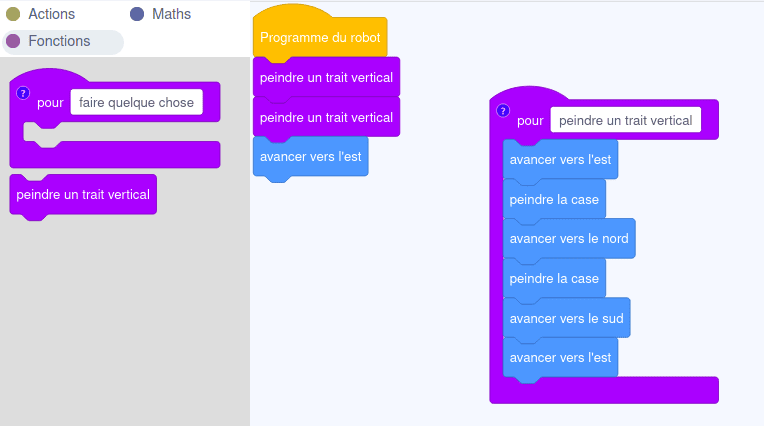 Actions
Maths
Fonctions
? pour faire quelque chose
peindre un trait vertical
Programme du robot
peindre un trait vertical
peindre un trait vertical
avancer vers l'est
? pour peindre un trait vertical
avancer vers l'est
peindre la case
avancer vers le nord
peindre la case
avancer vers le sud
avancer vers l'est